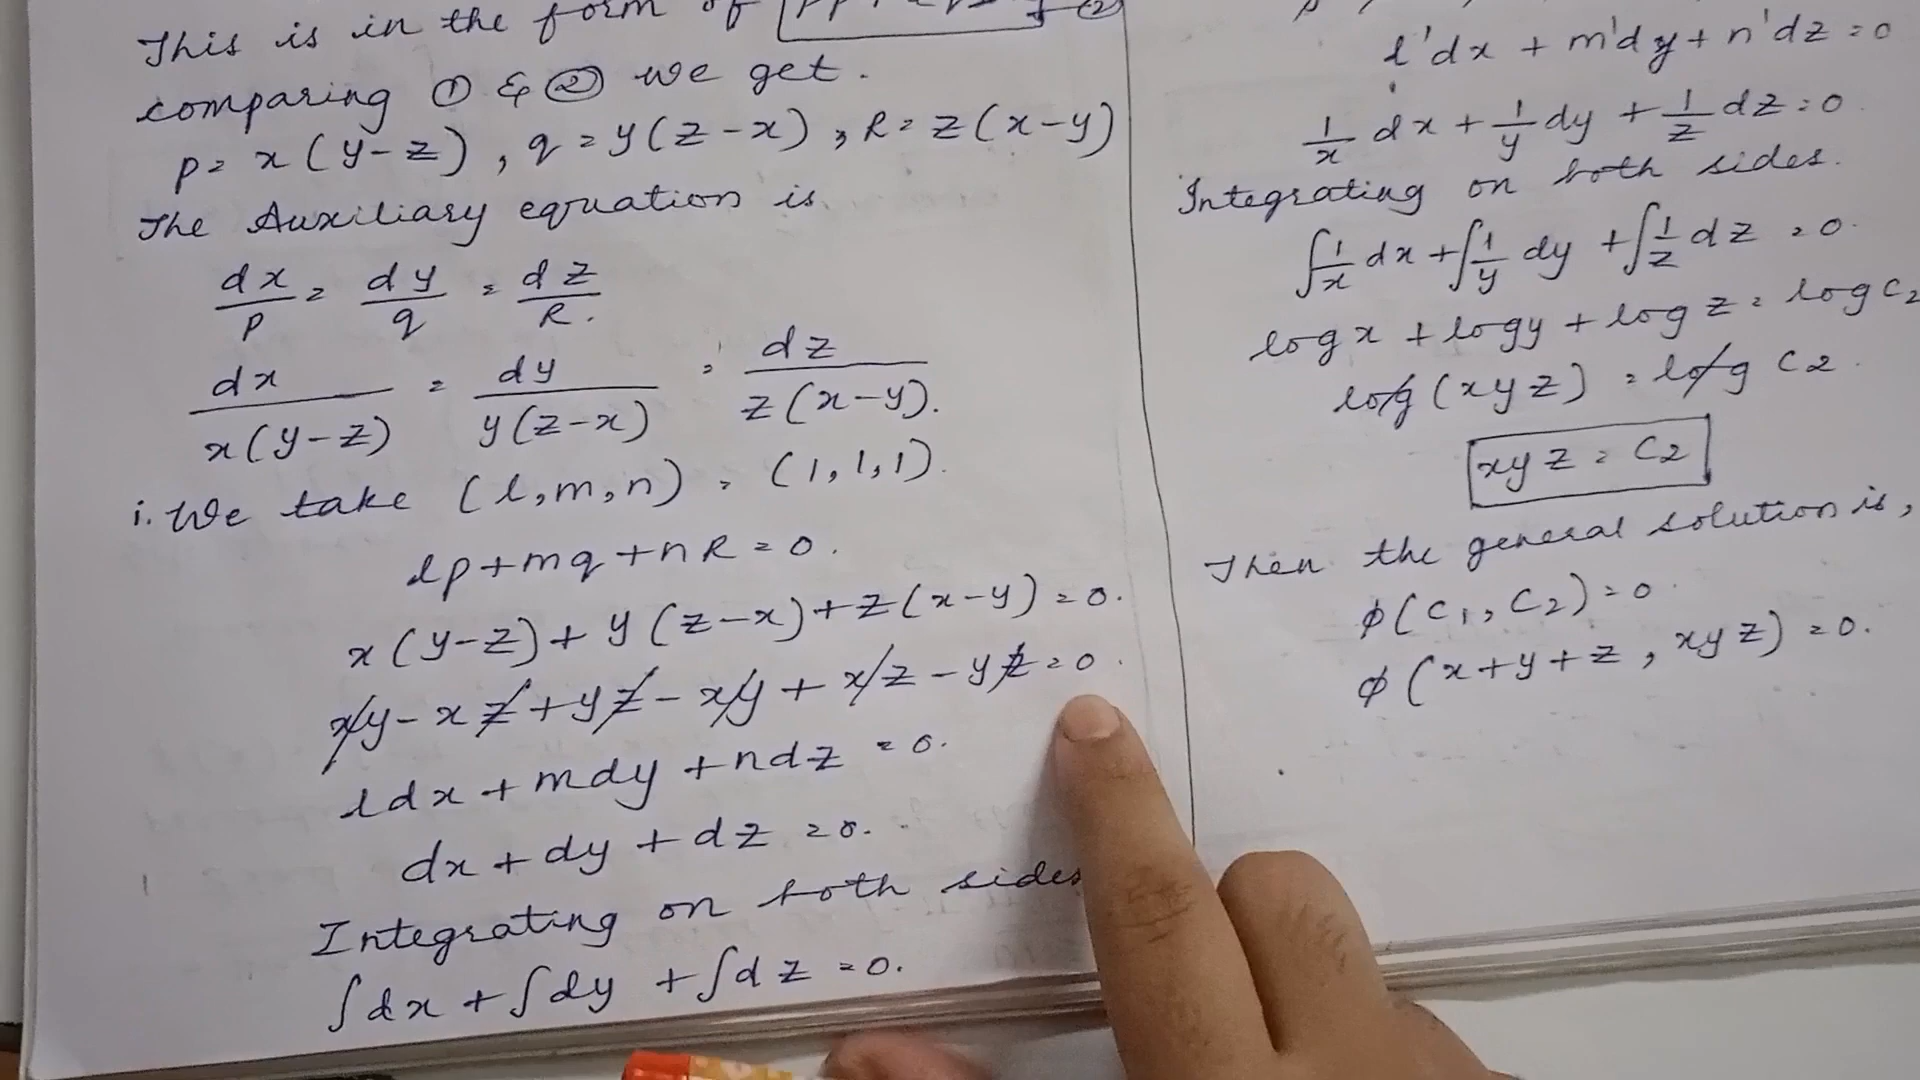 This is in the form of
comparing ① & ② we get.
p = x(y-z), q = y(z-x), R = z(x-y)
The Auxiliary equation is
dx/p = dy/q = dz/R.
dx/x(y-z) = dy/y(z-x) = dz/z(x-y).
i. We take (l,m,n) = (1,1,1).
lp+mq+nR=0.
x(y-z)+y(z-x)+z(x-y)=0.
xy-xz+yz-xy+xz-yz=0.
ldx+mdy+ndz=0.
dx+dy+dz=0.
Integrating on both sides
∫dx+∫dy+∫dz=0.
l'dx+m'dy+n'dz=0
1/x dx+1/y dy+1/z dz=0
Integrating on both sides.
∫1/x dx+∫1/y dy+∫1/z dz=0.
log x+log y+log z=log c2
log(xyz)=log c2.
xyz=c2
Then the general solution is,
ϕ(c1,c2)=0.
ϕ(x+y+z, xyz)=0.